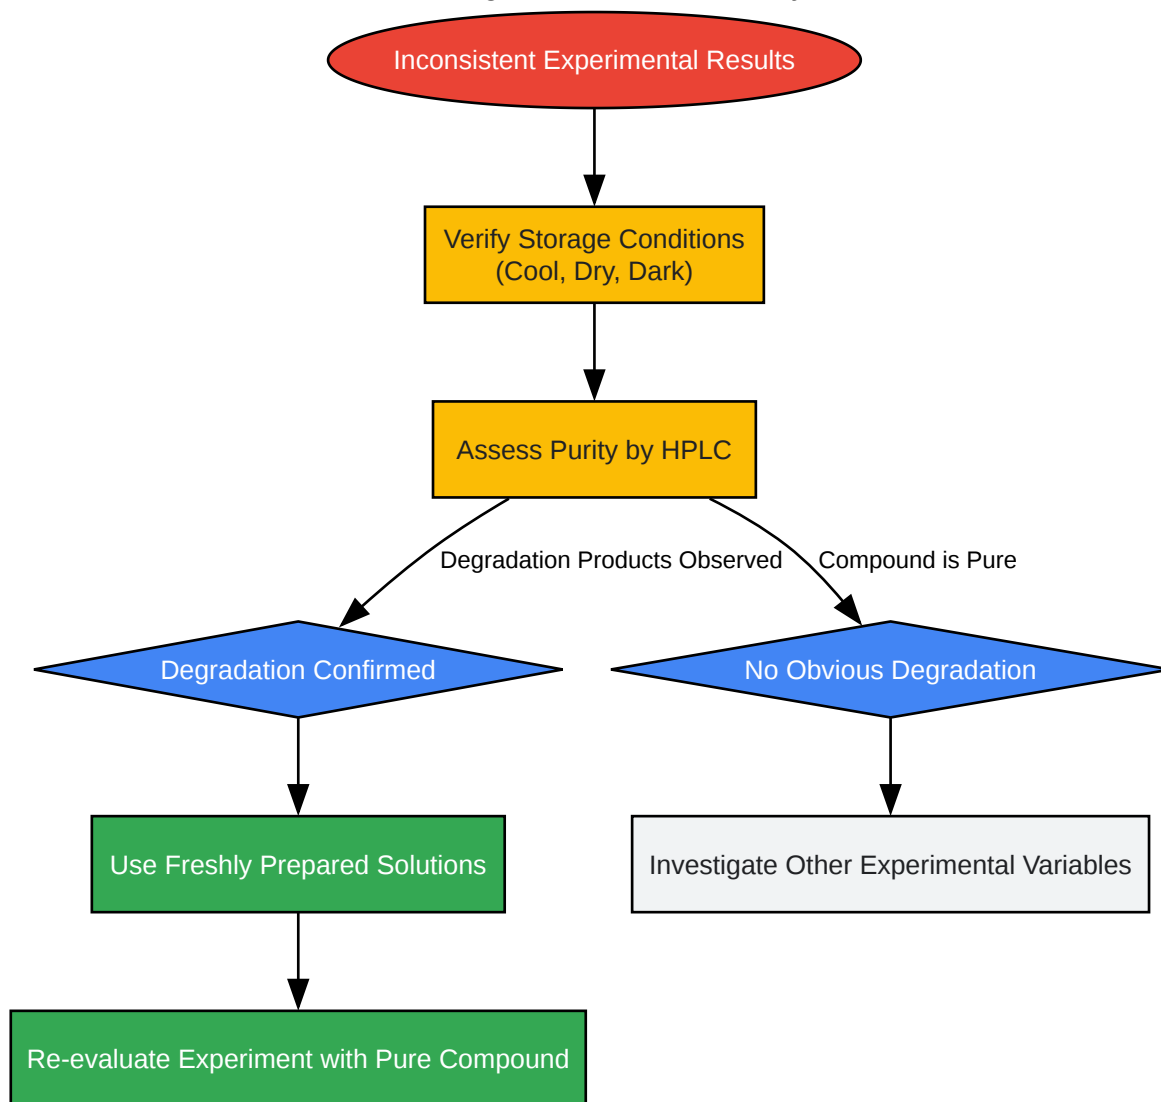 Inconsistent Experimental Results
Verify Storage Conditions
(Cool, Dry, Dark)
Assess Purity by HPLC
Degradation Products Observed
Compound is Pure
Degradation Confirmed
No Obvious Degradation
Use Freshly Prepared Solutions
Investigate Other Experimental Variables
Re-evaluate Experiment with Pure Compound